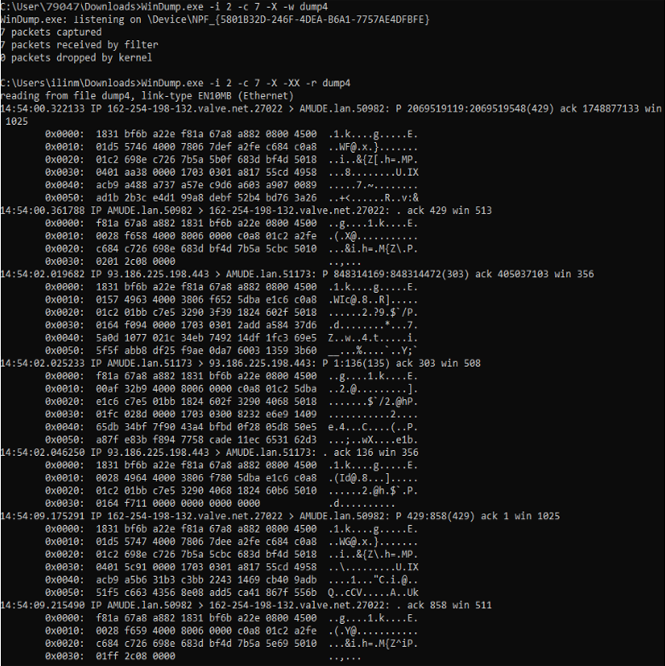 C:\User\79047\Downloads>WinDump.exe -i 2 -c 7 -X -w dump4
WinDump.exe: listening on \Device\NPF_{5801B32D-246F-4DEA-B6A1-7757AE4DFBFE}
7 packets captured
7 packets received by filter
0 packets dropped by kernel
C:\Users\ilinm\Downloads>WinDump.exe -i 2 -c 7 -X -XX -r dump4
reading from file dump4, link-type EN10MB (Ethernet)
14:54:00.322133 IP 162-254-198-132.valve.net.27022 > AMUDE.lan.50982: P 2069519119:2069519548(429) ack 1748877133 win
1025
0x0000: 1831 bf6b a22e f81a 67a8 a882 0800 4500 .1.k....g.....E.
0x0010: 01d5 5746 4000 7806 7def a2fe c684 c0a8 ..WF@.x.}.......
0x0020: 01c2 698e c726 7b5a 5b0f 683d bf4d 5018 ..i..&{Z[.h=.MP.
0x0030: 0401 aa38 0000 1703 0301 a817 55cd 4958 ...8........U.IX
0x0040: acb9 a488 a737 a57e c9d6 a603 a907 0089 .....7.~........
0x0050: ad1b 2b3c e4d1 99a8 debf 52b4 bd76 3a26 ..+<......R..v:&
14:54:00.361788 IP AMUDE.lan.50982 > 162-254-198-132.valve.net.27022: . ack 429 win 513
0x0000: f81a 67a8 a882 1831 bf6b a22e 0800 4500 ..g....1.k....E.
0x0010: 0028 f658 4000 8006 0000 c0a8 01c2 a2fe .(.X@...........
0x0020: c684 c726 698e 683d bf4d 7b5a 5cbc 5010 ...&i.h=.M{Z\.P.
0x0030: 0201 2c08 0000 ..,...
14:54:02.019682 IP 93.186.225.198.443 > AMUDE.lan.51173: P 848314169:848314472(303) ack 405037103 win 356
0x0000: 1831 bf6b a22e f81a 67a8 a882 0800 4500 .1.k....g.....E.
0x0010: 0157 4963 4000 3806 f652 5dba e1c6 c0a8 .WIc@.8..R].....
0x0020: 01c2 01bb c7e5 3290 3f39 1824 602f 5018 ......2.?9.$`/P.
0x0030: 0164 f094 0000 1703 0301 2add a584 37d6 .d........*...7.
0x0040: 5a0d 1077 021c 34eb 7492 14df 1fc3 69e5 Z..w..4.t.....i.
0x0050: 5f5f abb8 df25 f9ae 0da7 6003 1359 3b60 __...%....`..Y;`
14:54:02.025233 IP AMUDE.lan.51173 > 93.186.225.198.443: P 1:136(135) ack 303 win 508
0x0000: f81a 67a8 a882 1831 bf6b a22e 0800 4500 ..g....1.k....E.
0x0010: 00af 32b9 4000 8006 0000 c0a8 01c2 5dba ..2.@.........].
0x0020: e1c6 c7e5 01bb 1824 602f 3290 4068 5018 .......$`/2.@hP.
0x0030: 01fc 028d 0000 1703 0300 8232 e6e9 1409 ...........2....
0x0040: 65db 34bf 7f90 43a4 bfbd 0f28 05d8 50e5 e.4...C....(..P.
0x0050: a87f e83b f894 7758 cade 11ec 6531 62d3 ...;..wX....e1b.
14:54:02.046250 IP 93.186.225.198.443 > AMUDE.lan.51173: . ack 136 win 356
0x0000: 1831 bf6b a22e f81a 67a8 a882 0800 4500 .1.k....g.....E.
0x0010: 0028 4964 4000 3806 f780 5dba e1c6 c0a8 .(Id@.8...].....
0x0020: 01c2 01bb c7e5 3290 4068 1824 60b6 5010 ......2.@h.$`.P.
0x0030: 0164 f711 0000 0000 0000 0000 .d..........
14:54:09.175291 IP 162-254-198-132.valve.net.27022 > AMUDE.lan.50982: P 429:858(429) ack 1 win 1025
0x0000: 1831 bf6b a22e f81a 67a8 a882 0800 4500 .1.k....g.....E.
0x0010: 01d5 5747 4000 7806 7dee a2fe c684 c0a8 ..WG@.x.}.......
0x0020: 01c2 698e c726 7b5a 5cbc 683d bf4d 5018 ..i..&{Z\.h=.MP.
0x0030: 0401 5c91 0000 1703 0301 a817 55cd 4958 ..\.........U.IX
0x0040: acb9 a5b6 31b3 c3bb 2243 1469 cb40 9adb ....1..."C.i.@..
0x0050: 51f5 c663 4356 8e08 add5 ca41 867f 556b Q..cCV.....A..Uk
14:54:09.215490 IP AMUDE.lan.50982 > 162-254-198-132.valve.net.27022: . ack 858 win 511
0x0000: f81a 67a8 a882 1831 bf6b a22e 0800 4500 ..g....1.k....E.
0x0010: 0028 f659 4000 8006 0000 c0a8 01c2 a2fe .(.Y@...........
0x0020: c684 c726 698e 683d bf4d 7b5a 5e69 5010 ...&i.h=.M{Z^iP.
0x0030: 01ff 2c08 0000 ..,...